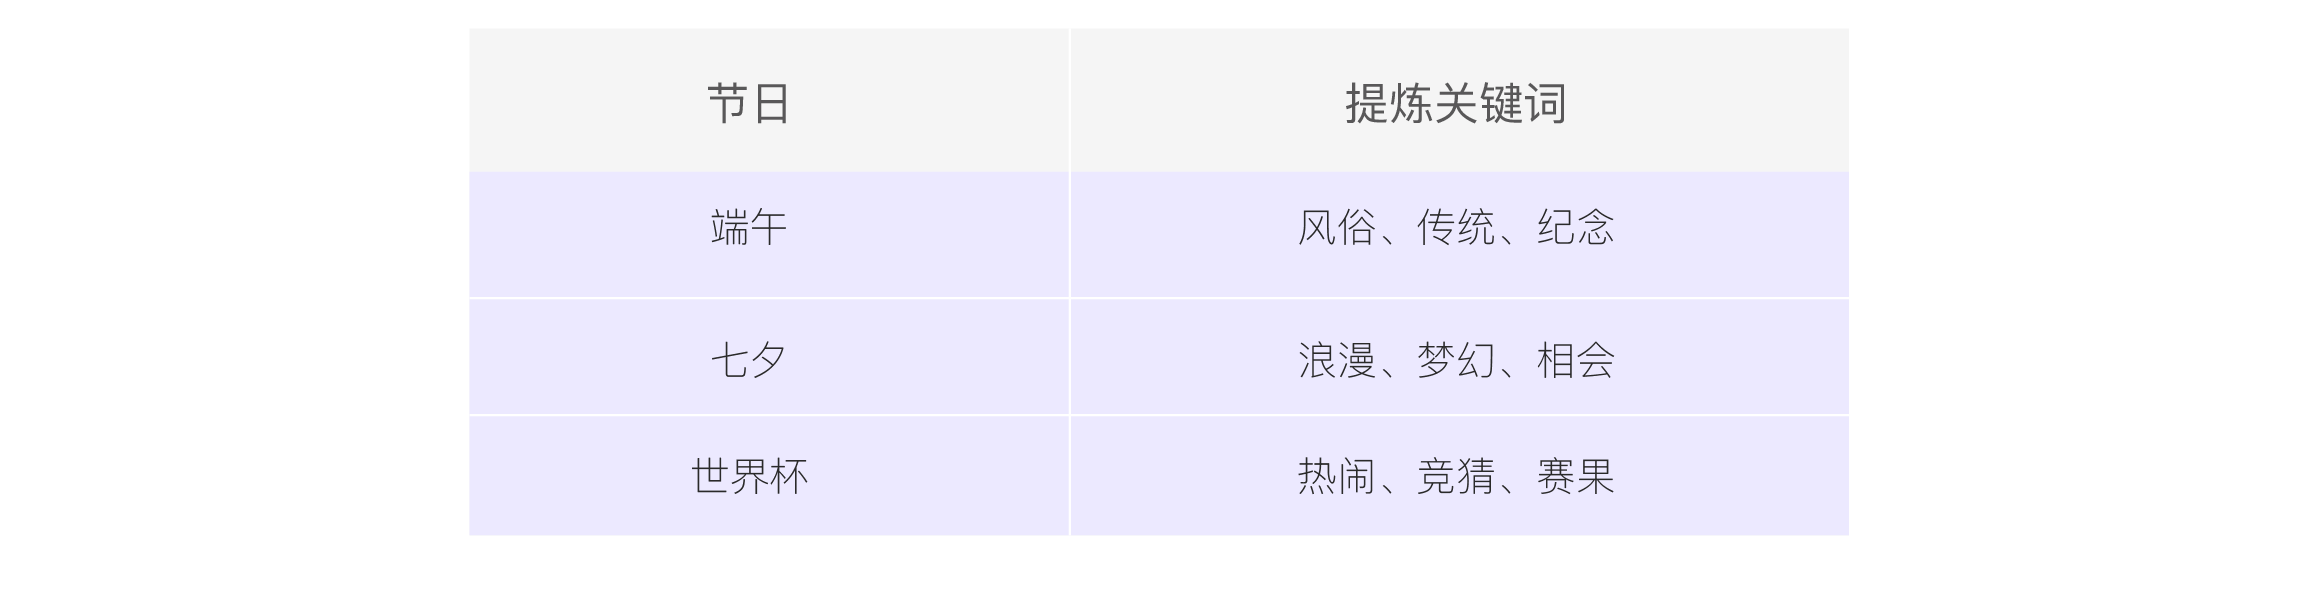 节日 提炼关键词
端午 风俗、传统、纪念
七夕 浪漫、梦幻、相会
世界杯 热闹、竞猜、赛果